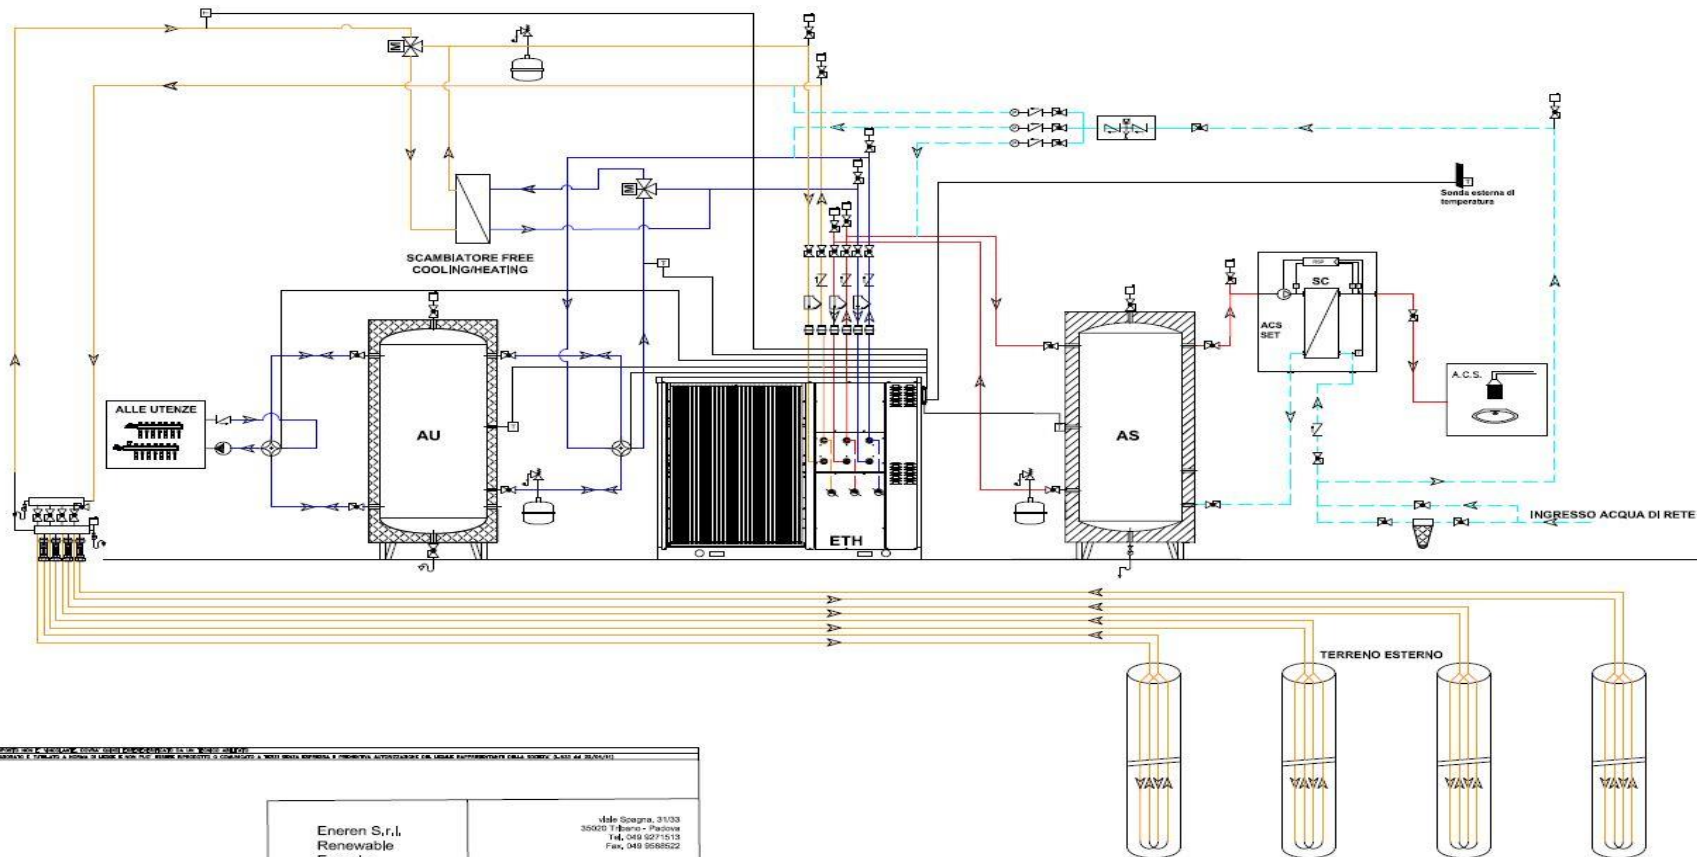 T
M
M
Sonda esterna di
temperatura
SCAMBIATORE FREE
COOLING/HEATING
T
SC
ACS
SET
A.C.S.
ALLE UTENZE
AU
T
T
AS
ETH
INGRESSO ACQUA DI RETE
TERRENO ESTERNO
Eneren S.r.l.
Renewable
viale Spagna, 31/33
35020 Tribano - Padova
Tel. 049 9271513
Fax. 049 9588522